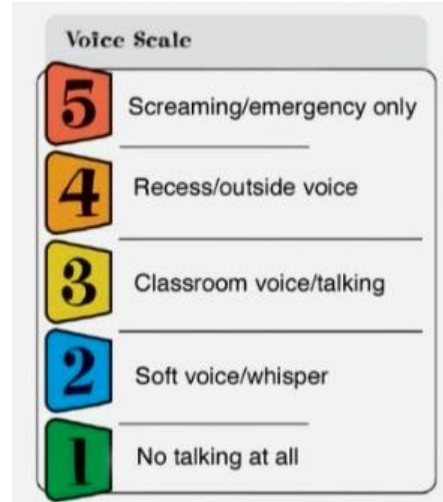 Voice Scale
5 Screaming/emergency only
4 Recess/outside voice
3 Classroom voice/talking
2 Soft voice/whisper
1 No talking at all